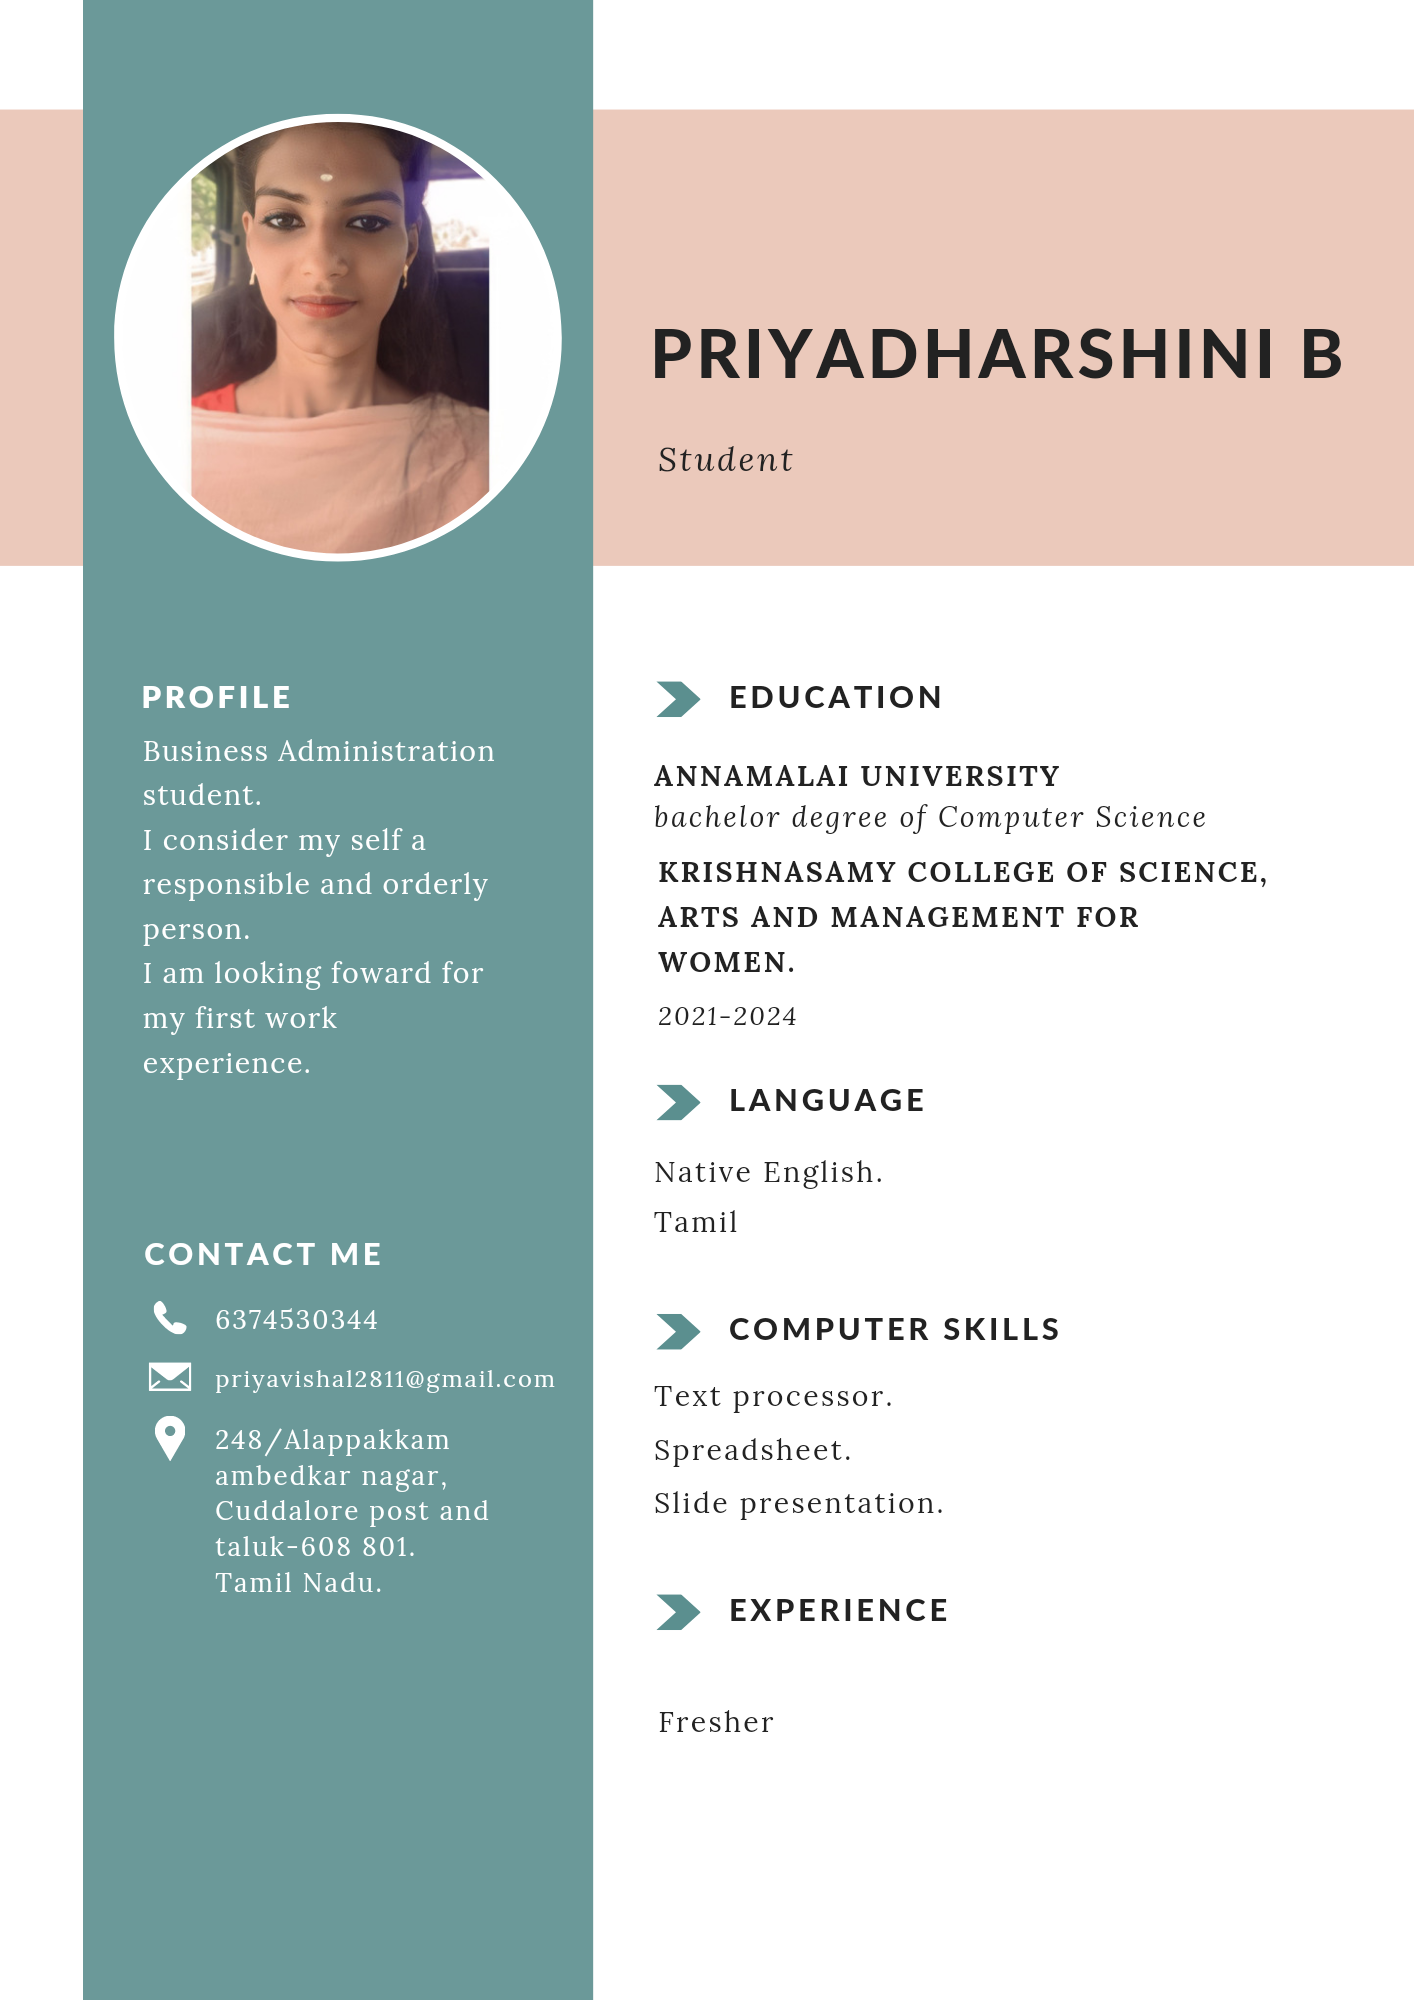 PRIYADHARSHINI B
Student
PROFILE
Business Administration
student.
I consider my self a
responsible and orderly
person.
I am looking foward for
my first work
experience.
CONTACT ME
6374530344
priyavishal2811@gmail.com
248/Alappakkam
ambedkar nagar,
Cuddalore post and
taluk-608 801.
Tamil Nadu.
EDUCATION
ANNAMALAI UNIVERSITY
bachelor degree of Computer Science
KRISHNASAMY COLLEGE OF SCIENCE,
ARTS AND MANAGEMENT FOR
WOMEN.
2021-2024
LANGUAGE
Native English.
Tamil
COMPUTER SKILLS
Text processor.
Spreadsheet.
Slide presentation.
EXPERIENCE
Fresher